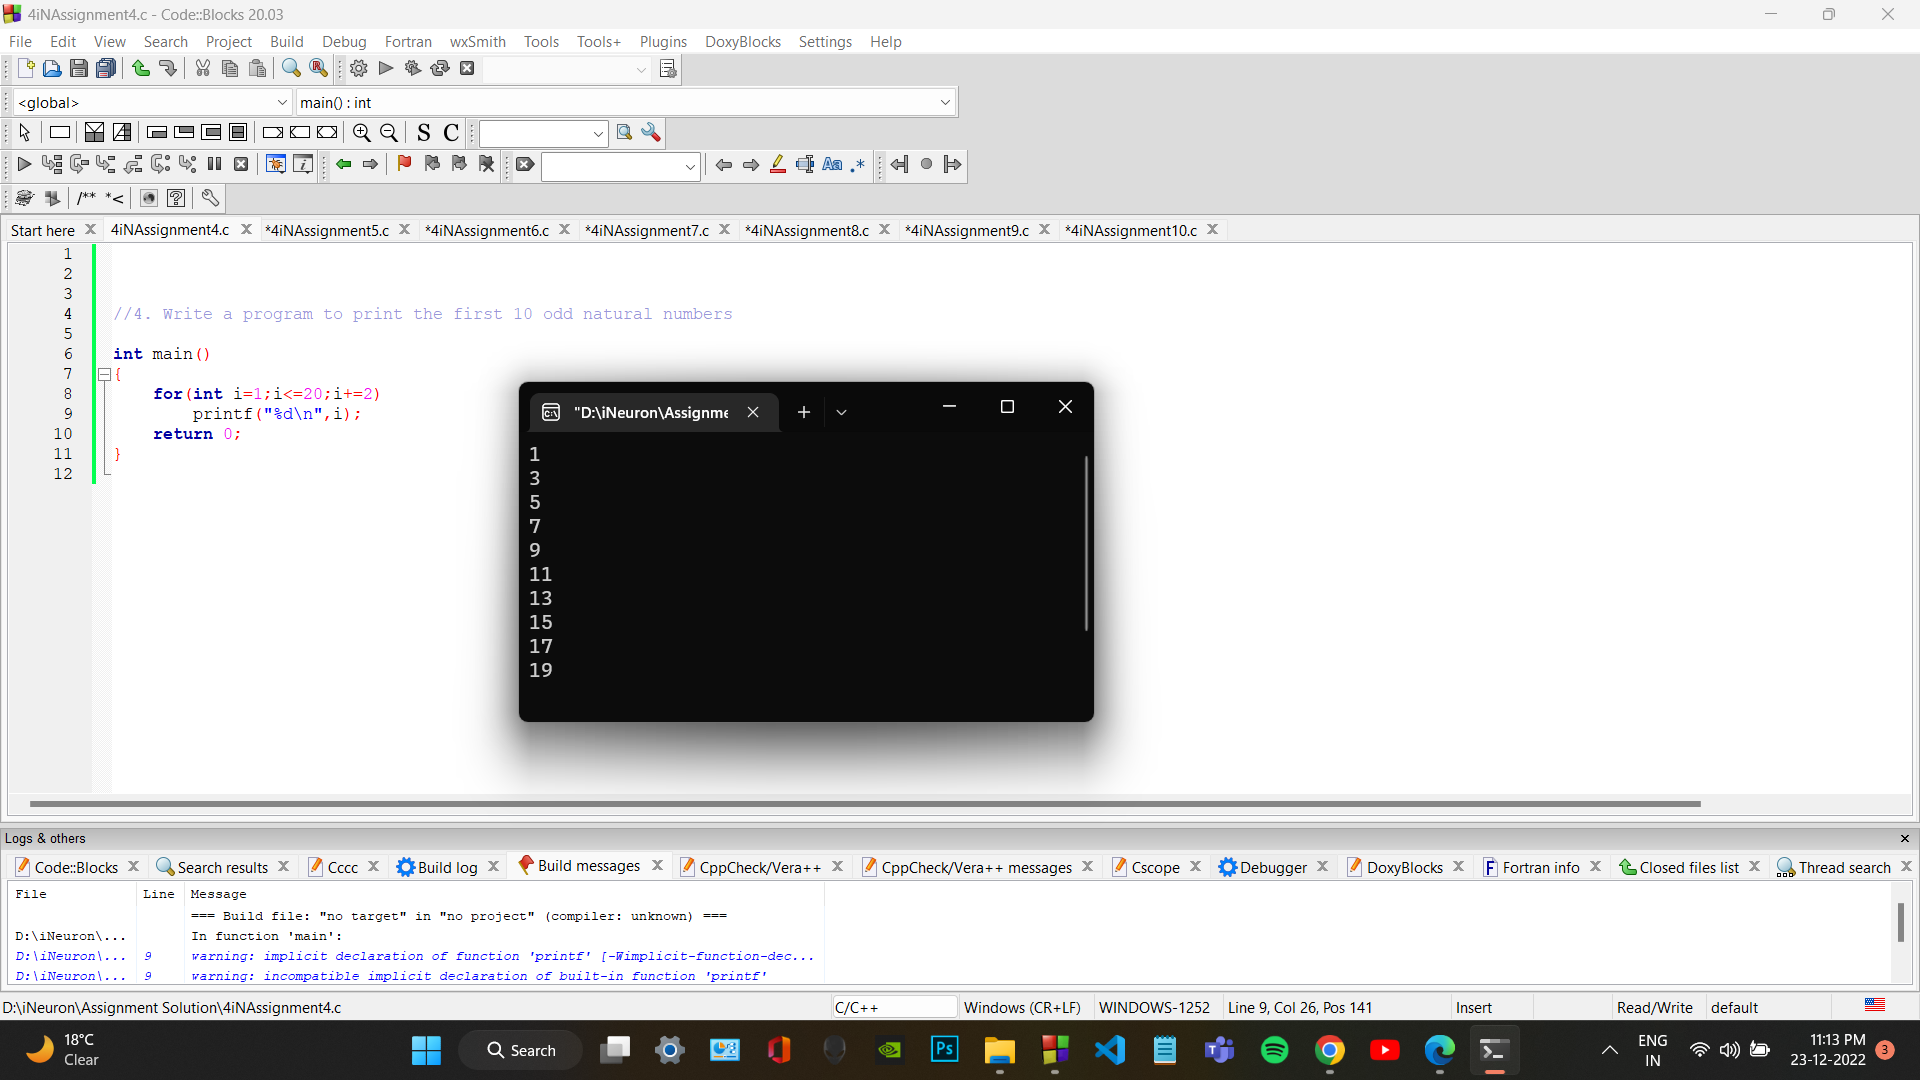 4iNAssignment4.c - Code::Blocks 20.03
File Edit View Search Project Build Debug Fortran wxSmith Tools Tools+ Plugins DoxyBlocks Settings Help
<global> main() : int
S C
Aa .*
/** *<
Start here 4iNAssignment4.c *4iNAssignment5.c *4iNAssignment6.c *4iNAssignment7.c *4iNAssignment8.c *4iNAssignment9.c *4iNAssignment10.c
1
2
3
4 //4. Write a program to print the first 10 odd natural numbers
5
6 int main()
7 {
8 for(int i=1;i<=20;i+=2)
9 printf("%d\n",i);
10 return 0;
11 }
12
"D:\iNeuron\Assignme
1
3
5
7
9
11
13
15
17
19
Logs & others
Code::Blocks Search results Cccc Build log Build messages CppCheck/Vera++ CppCheck/Vera++ messages Cscope Debugger DoxyBlocks Fortran info Closed files list Thread search
File Line Message
=== Build file: "no target" in "no project" (compiler: unknown) ===
D:\iNeuron\... In function 'main':
D:\iNeuron\... 9 warning: implicit declaration of function 'printf' [-Wimplicit-function-dec...
D:\iNeuron\... 9 warning: incompatible implicit declaration of built-in function 'printf'
D:\iNeuron\Assignment Solution\4iNAssignment4.c C/C++ Windows (CR+LF) WINDOWS-1252 Line 9, Col 26, Pos 141 Insert Read/Write default
18°C
Clear
Search
Ps
ENG
IN
11:13 PM
23-12-2022
3